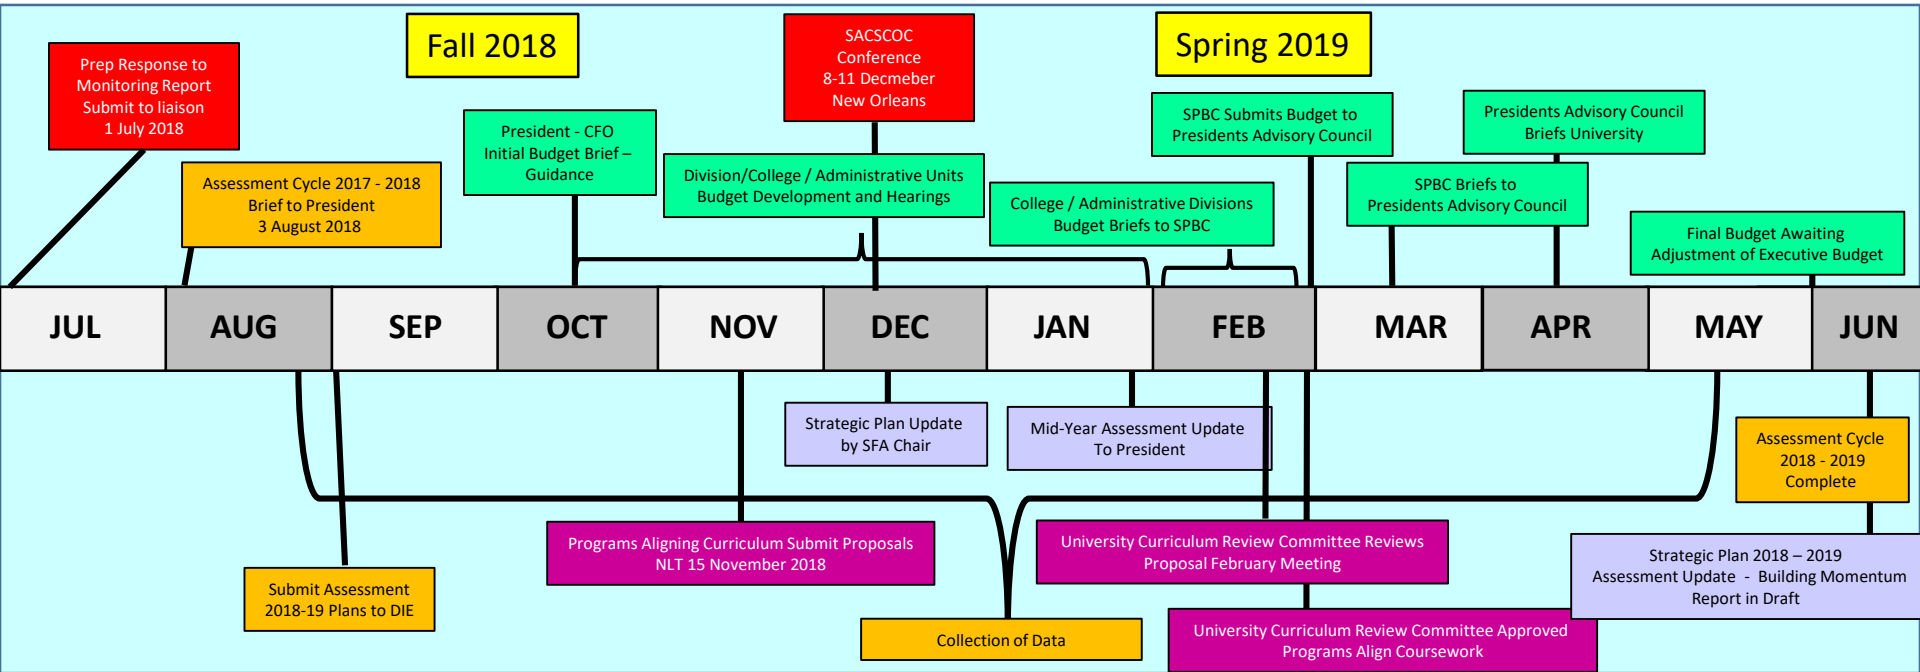 Fall 2018
Spring 2019
Prep Response to
Monitoring Report
Submit to liaison
1 July 2018
Assessment Cycle 2017 - 2018
Brief to President
3 August 2018
President - CFO
Initial Budget Brief –
Guidance
SACSCOC
Conference
8-11 Decmeber
New Orleans
Division/College / Administrative Units
Budget Development and Hearings
College / Administrative Divisions
Budget Briefs to SPBC
SPBC Submits Budget to
Presidents Advisory Council
SPBC Briefs to
Presidents Advisory Council
Presidents Advisory Council
Briefs University
Final Budget Awaiting
Adjustment of Executive Budget
JUL
AUG
SEP
OCT
NOV
DEC
JAN
FEB
MAR
APR
MAY
JUN
Strategic Plan Update
by SFA Chair
Mid-Year Assessment Update
To President
Assessment Cycle
2018 - 2019
Complete
Programs Aligning Curriculum Submit Proposals
NLT 15 November 2018
University Curriculum Review Committee Reviews
Proposal February Meeting
Strategic Plan 2018 – 2019
Assessment Update - Building Momentum
Report in Draft
Submit Assessment
2018-19 Plans to DIE
Collection of Data
University Curriculum Review Committee Approved
Programs Align Coursework